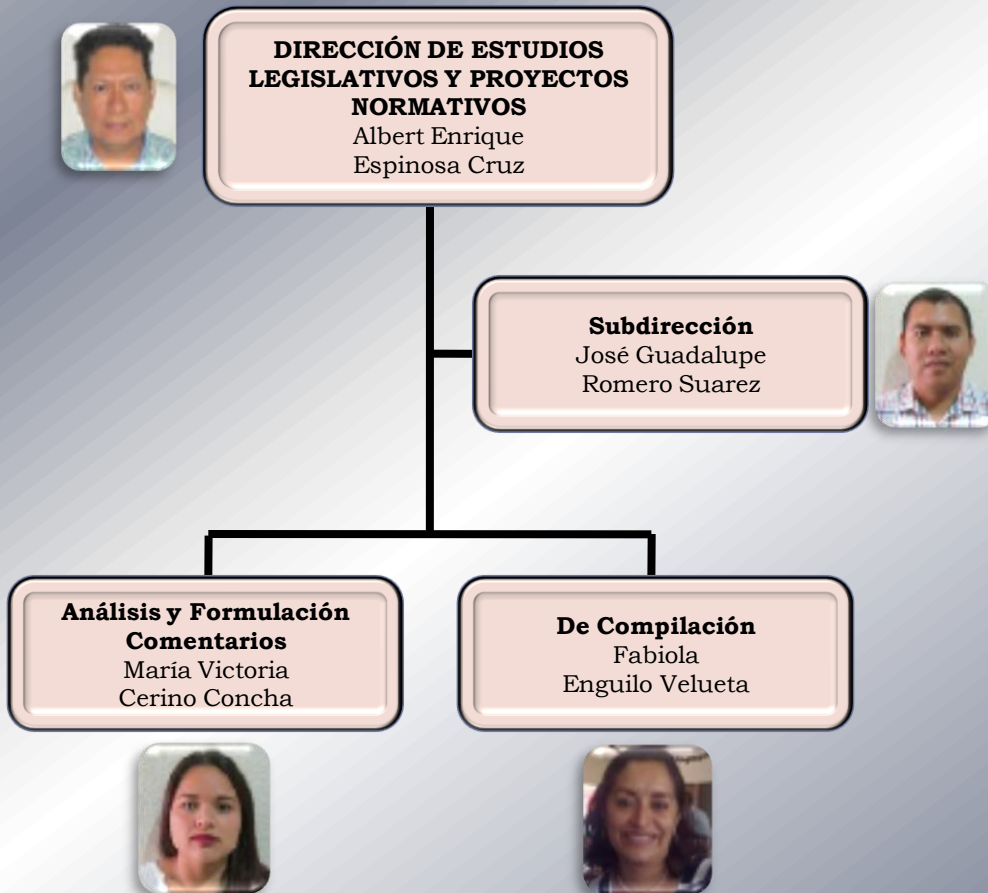 DIRECCIÓN DE ESTUDIOS
LEGISLATIVOS Y PROYECTOS
NORMATIVOS
Albert Enrique
Espinosa Cruz
Subdirección
José Guadalupe
Romero Suarez
Análisis y Formulación
Comentarios
María Victoria
Cerino Concha
De Compilación
Fabiola
Enguilo Velueta